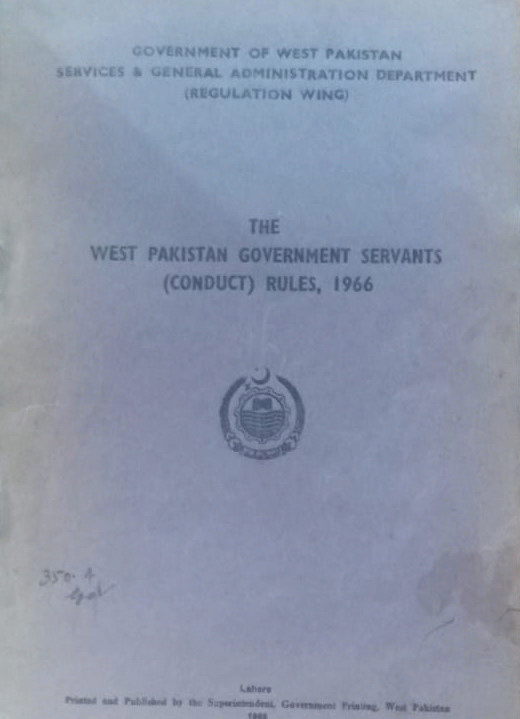 GOVERNMENT OF WEST PAKISTAN
SERVICES & GENERAL ADMINISTRATION DEPARTMENT
(REGULATION WING)
THE
WEST PAKISTAN GOVERNMENT SERVANTS
(CONDUCT) RULES, 1966
350.4
Lahore
Printed and Published by the Superintendent, Government Printing, West Pakistan